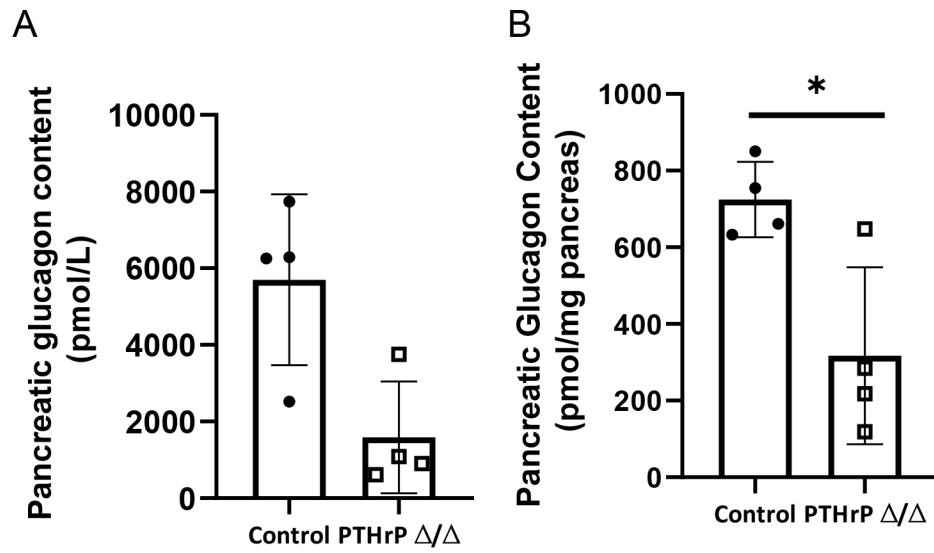 A
Pancreatic glucagon content
(pmol/L)
10000
8000
6000
4000
2000
0
Control PTHrP Δ/Δ
B
Pancreatic Glucagon Content
(pmol/mg pancreas)
1000
800
600
400
200
0
*
Control PTHrP Δ/Δ